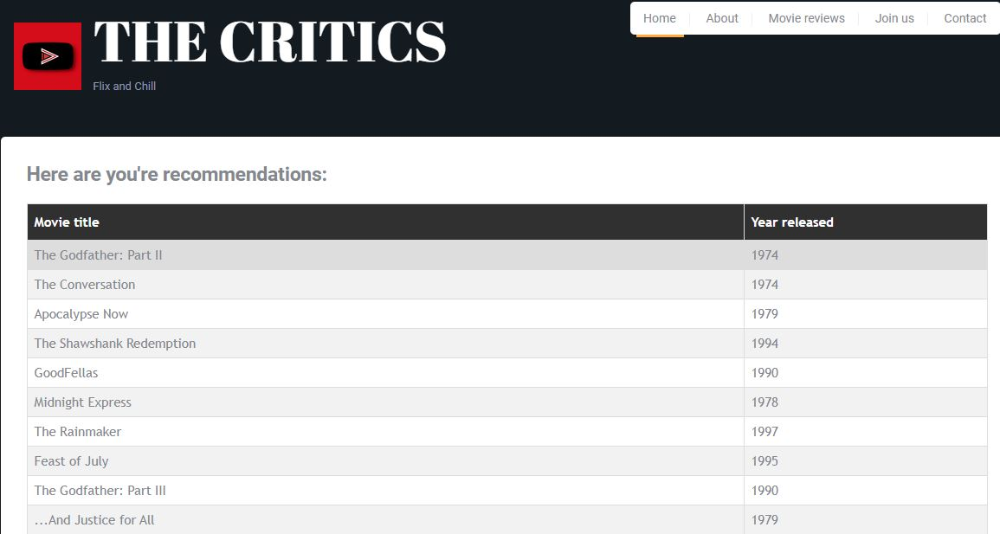 THE CRITICS
Flix and Chill
Home About Movie reviews Join us Contact
Here are you're recommendations:
Movie title Year released
The Godfather: Part II 1974
The Conversation 1974
Apocalypse Now 1979
The Shawshank Redemption 1994
GoodFellas 1990
Midnight Express 1978
The Rainmaker 1997
Feast of July 1995
The Godfather: Part III 1990
...And Justice for All 1979